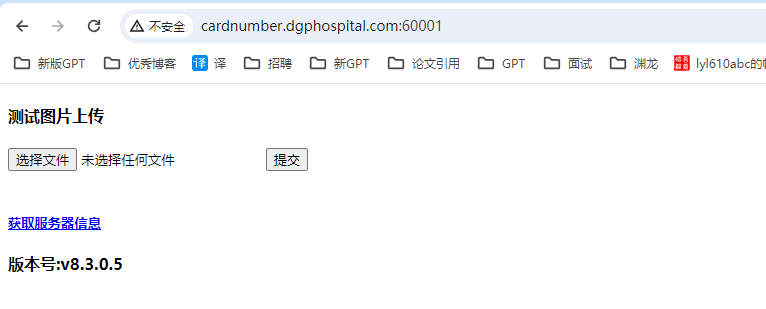 不安全 cardnumber.dgphospital.com:60001
新版GPT 优秀博客 译 译 招聘 新GPT 论文引用 GPT 面试 渊龙 lyl610abc的
测试图片上传
选择文件 未选择任何文件 提交
获取服务器信息
版本号:v8.3.0.5